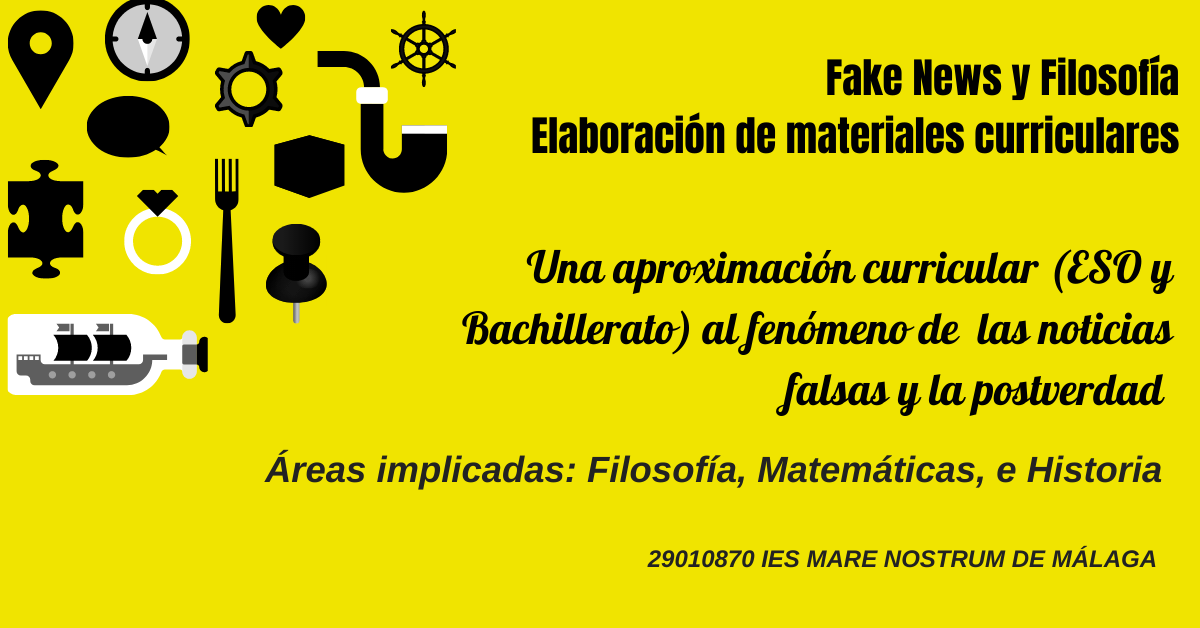 Fake News y Filosofía
Elaboración de materiales curriculares
Una aproximación curricular (ESO y
Bachillerato) al fenómeno de las noticias
falsas y la postverdad
Áreas implicadas: Filosofía, Matemáticas, e Historia
29010870 IES MARE NOSTRUM DE MÁLAGA